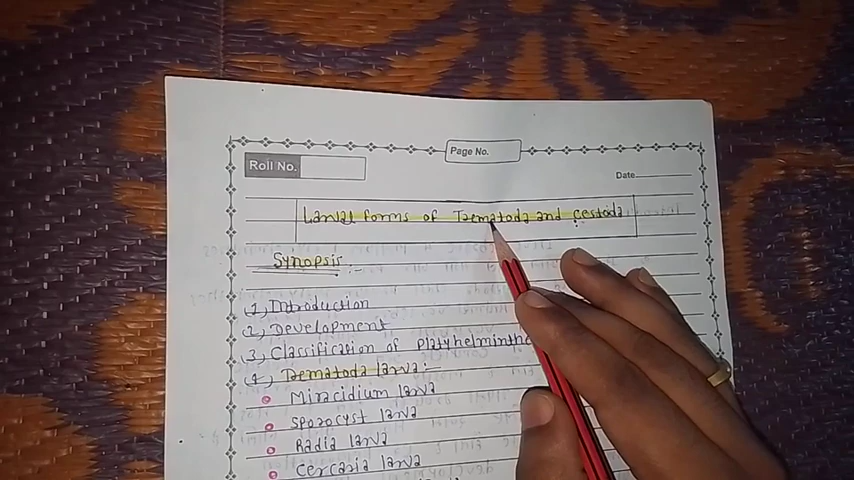 Roll No.
Page No.
Date
Larval forms of Trematoda and cestoda
Synopsis :-
(1) Introduction
(2) Development
(3) Classification of Platyhelminthe
(4) Trematoda larva :-
Miracidium larva
Sporocyst larva
Radia larva
Cercaria larva